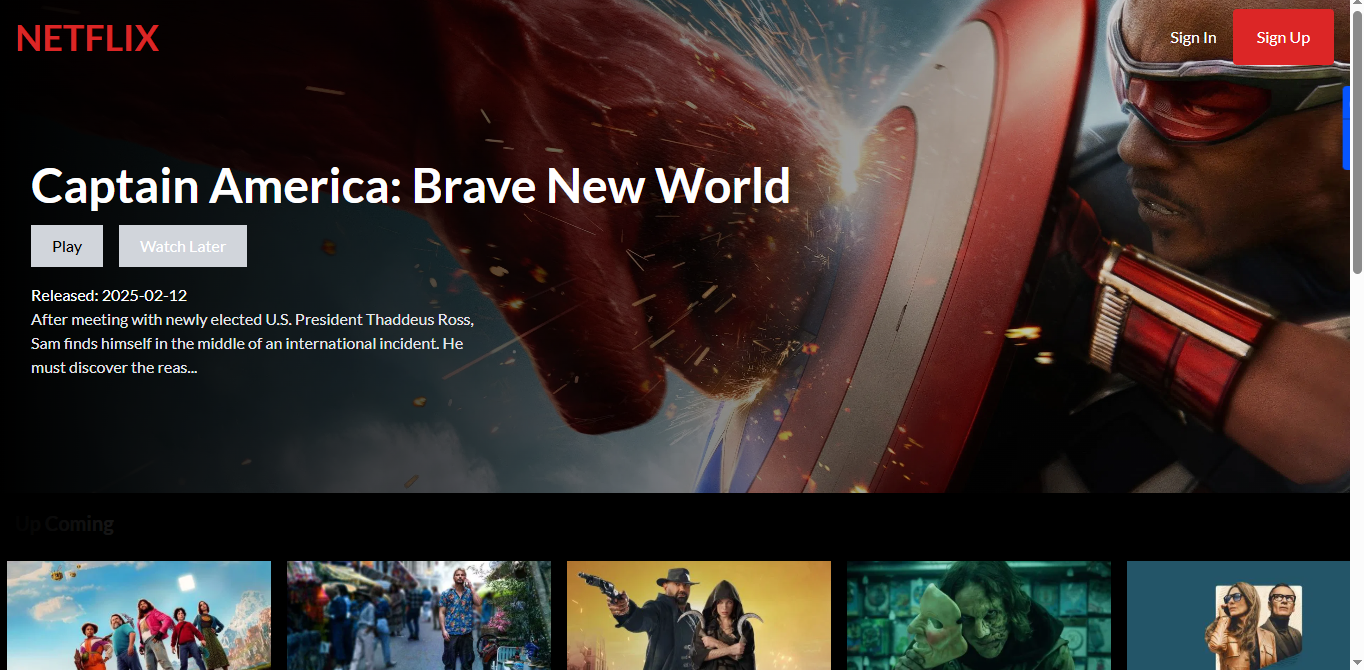 NETFLIX
Sign In
Sign Up
Captain America: Brave New World
Play
Watch Later
Released: 2025-02-12
After meeting with newly elected U.S. President Thaddeus Ross,
Sam finds himself in the middle of an international incident. He
must discover the reas...
Up Coming